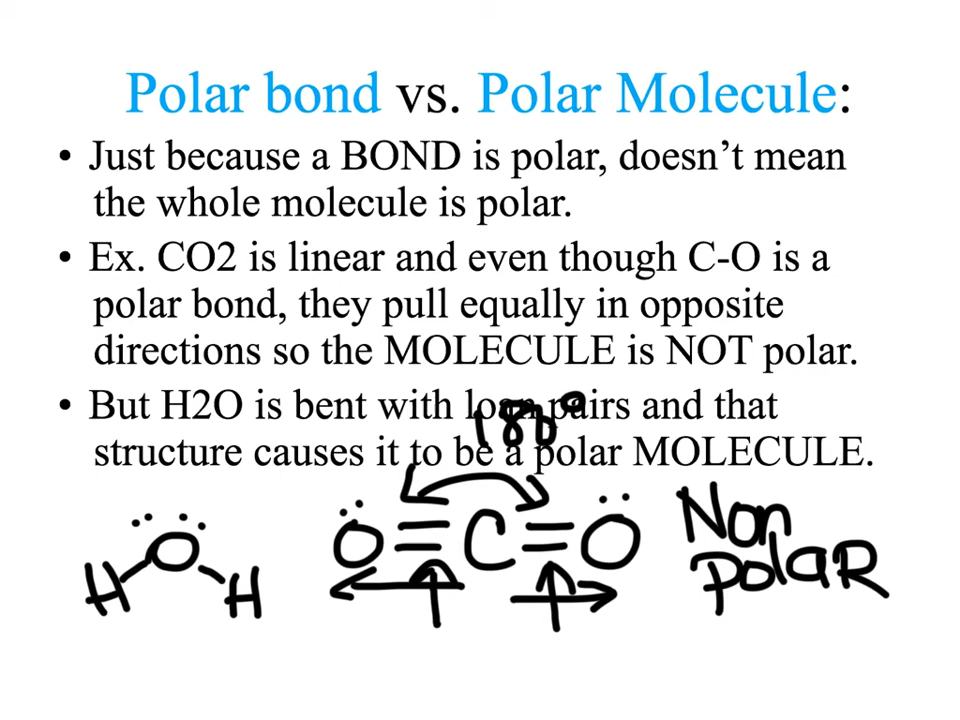 Polar bond vs. Polar Molecule:
• Just because a BOND is polar, doesn’t mean
the whole molecule is polar.
• Ex. CO2 is linear and even though C-O is a
polar bond, they pull equally in opposite
directions so the MOLECULE is NOT polar.
• But H2O is bent with loan pairs and that
180°
structure causes it to be a polar MOLECULE.
H O H
O C O
Non
PolaR